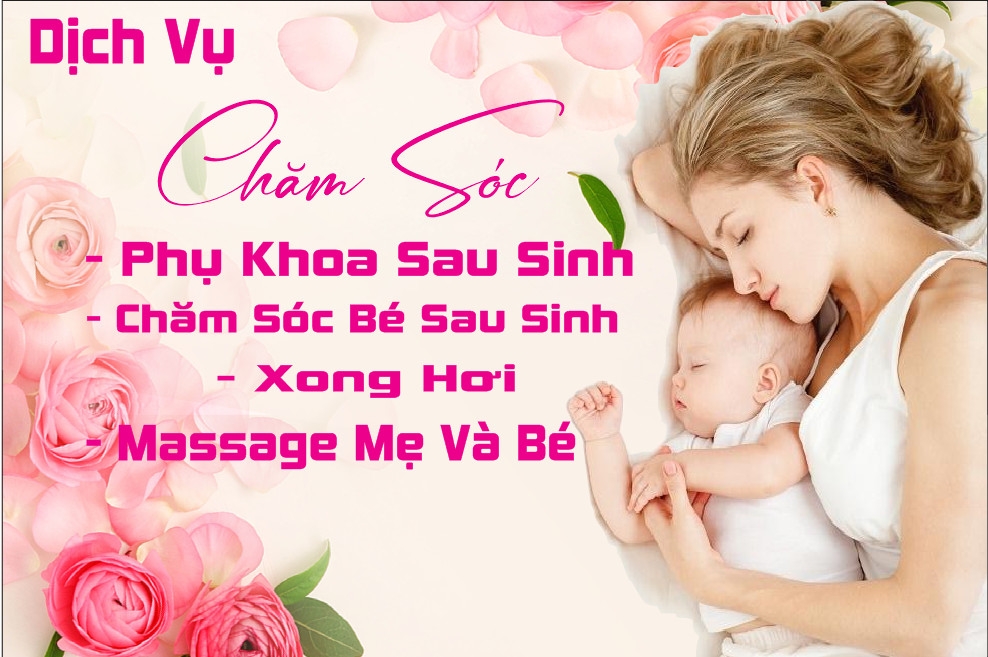 Dịch Vụ
Chăm Sóc
- Phụ Khoa Sau Sinh
- Chăm Sóc Bé Sau Sinh
- Xong Hơi
- Massage Mẹ Và Bé